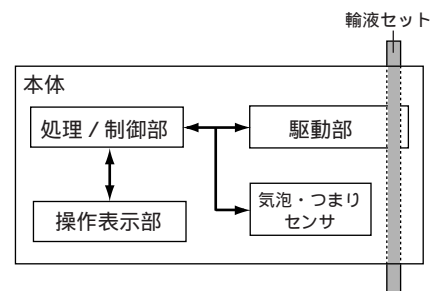 輸液セット
本体
処理 / 制御部
駆動部
操作表示部
気泡・つまり
センサ